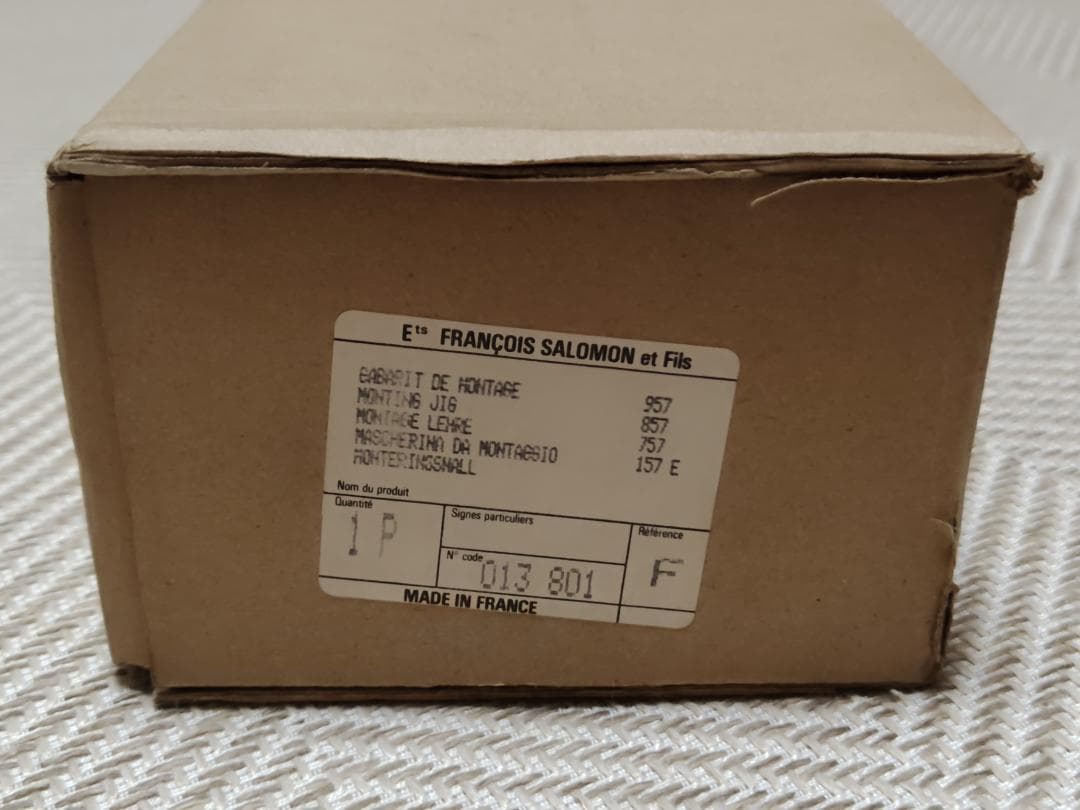 Ets FRANÇOIS SALOMON et Fils
GABARIT DE MONTAGE
MONTING JIG 957
MONTAGE LEHRE 857
MASCHERINA DA MONTAGGIO 757
MONTERINGSMALL 157 E
Nom du produit
Quantité Signes particuliers Référence
1 P
N° code
013 801 F
MADE IN FRANCE